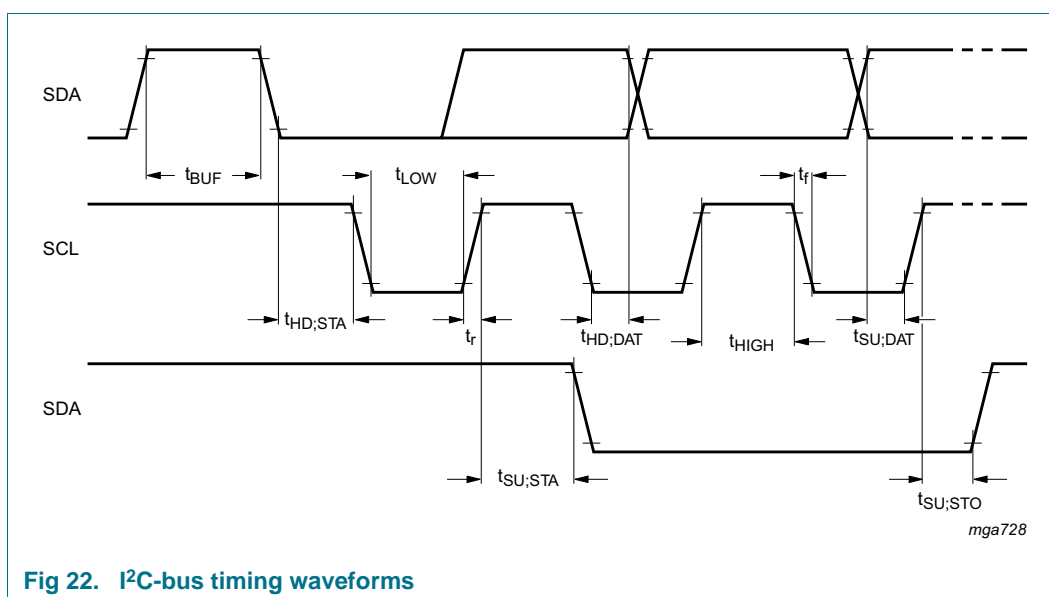 SDA
tBUF
tLOW
tf
SCL
tHD;STA
tr
tHD;DAT
tHIGH
tSU;DAT
SDA
tSU;STA
tSU;STO
mga728
Fig 22. I²C-bus timing waveforms